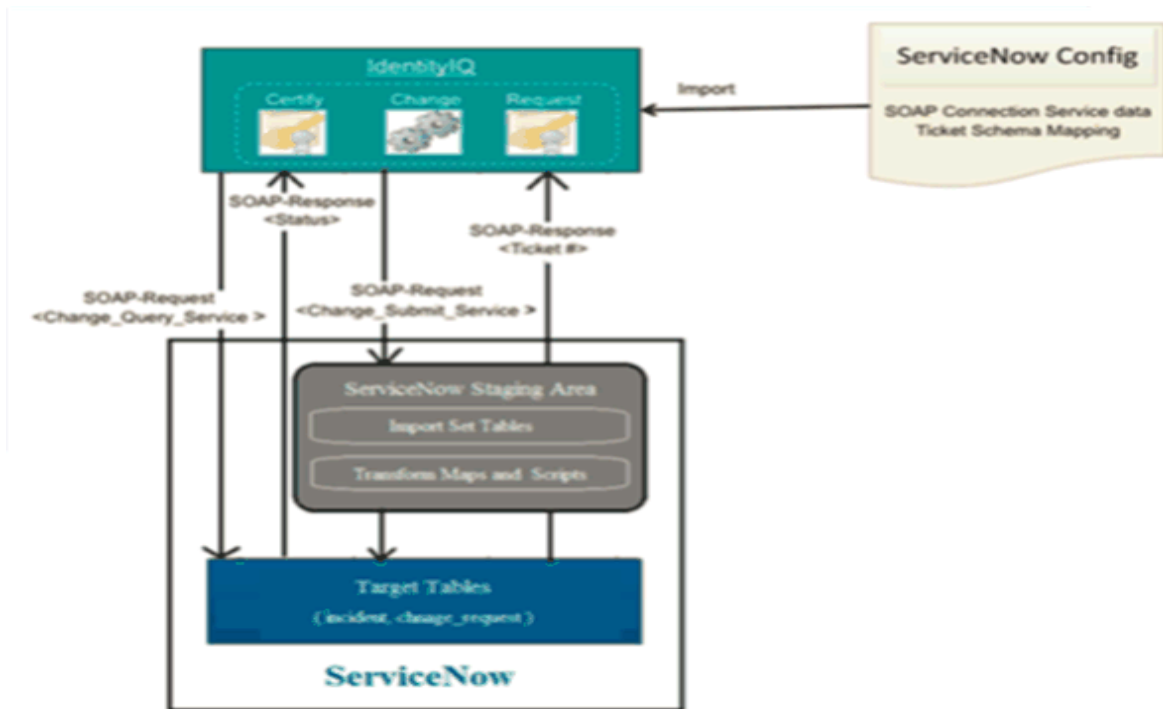 IdentityIQ
Certify
Change
Request
Import
ServiceNow Config
SOAP Connection Service data
Ticket Schema Mapping
SOAP-Response
<Status>
SOAP-Response
<Ticket #>
SOAP-Request
<Change_Query_Service >
SOAP-Request
<Change_Submit_Service >
ServiceNow Staging Area
Import Set Tables
Transform Maps and Scripts
Target Tables
( incident, chnage_request )
ServiceNow